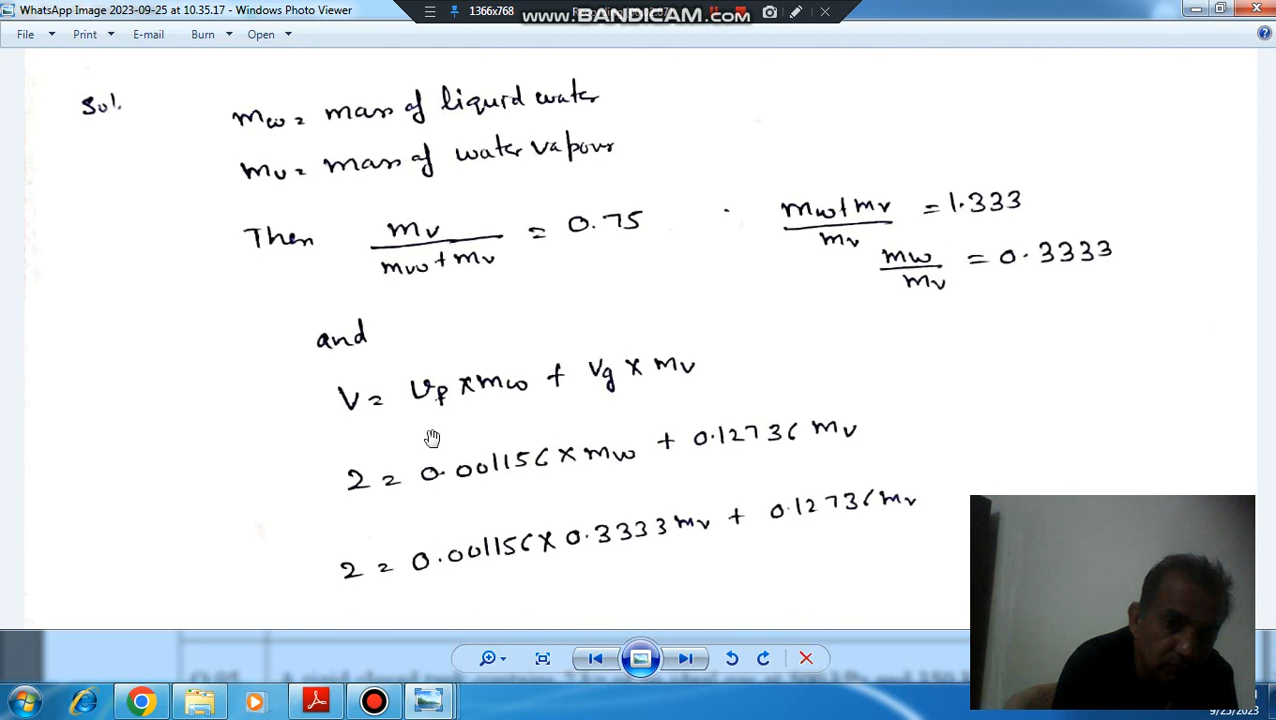 WhatsApp Image 2023-09-25 at 10.35.17 - Windows Photo Viewer
1366x768
www.BANDICAM.com
File Print E-mail Burn Open
Sol.
mw = mass of liquid water
mv = mass of water vapour
Then mv / mw + mv = 0.75
mw + mv / mv = 1.333
mw / mv = 0.3333
and
V = vf × mw + vg × mv
2 = 0.001156 × mw + 0.12736 mv
2 = 0.001156 × 0.3333 mv + 0.12736 mv
9/25/2023